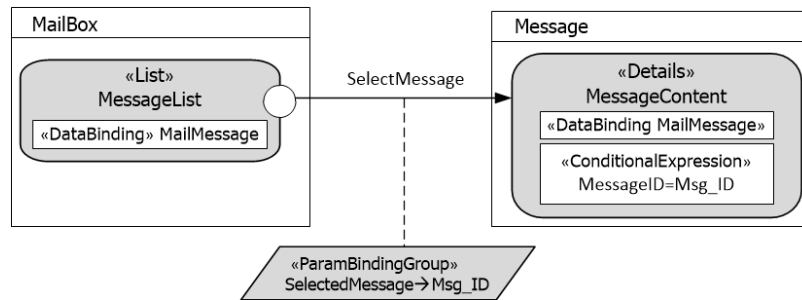 MailBox
«List»
MessageList
«DataBinding» MailMessage
SelectMessage
Message
«Details»
MessageContent
«DataBinding MailMessage»
«ConditionalExpression»
MessageID=Msg_ID
«ParamBindingGroup»
SelectedMessage→Msg_ID